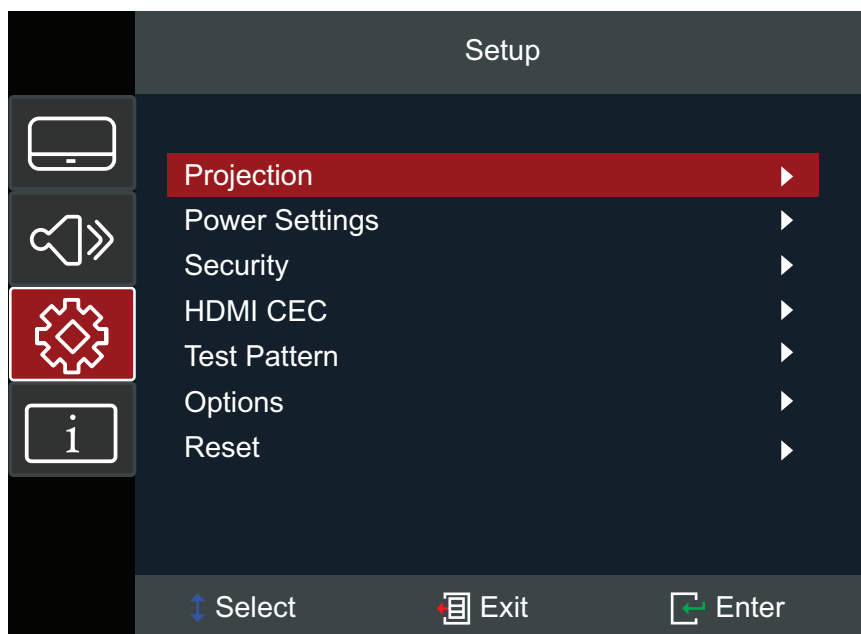 Setup
Projection
Power Settings
Security
HDMI CEC
Test Pattern
Options
Reset
i
Select Exit Enter